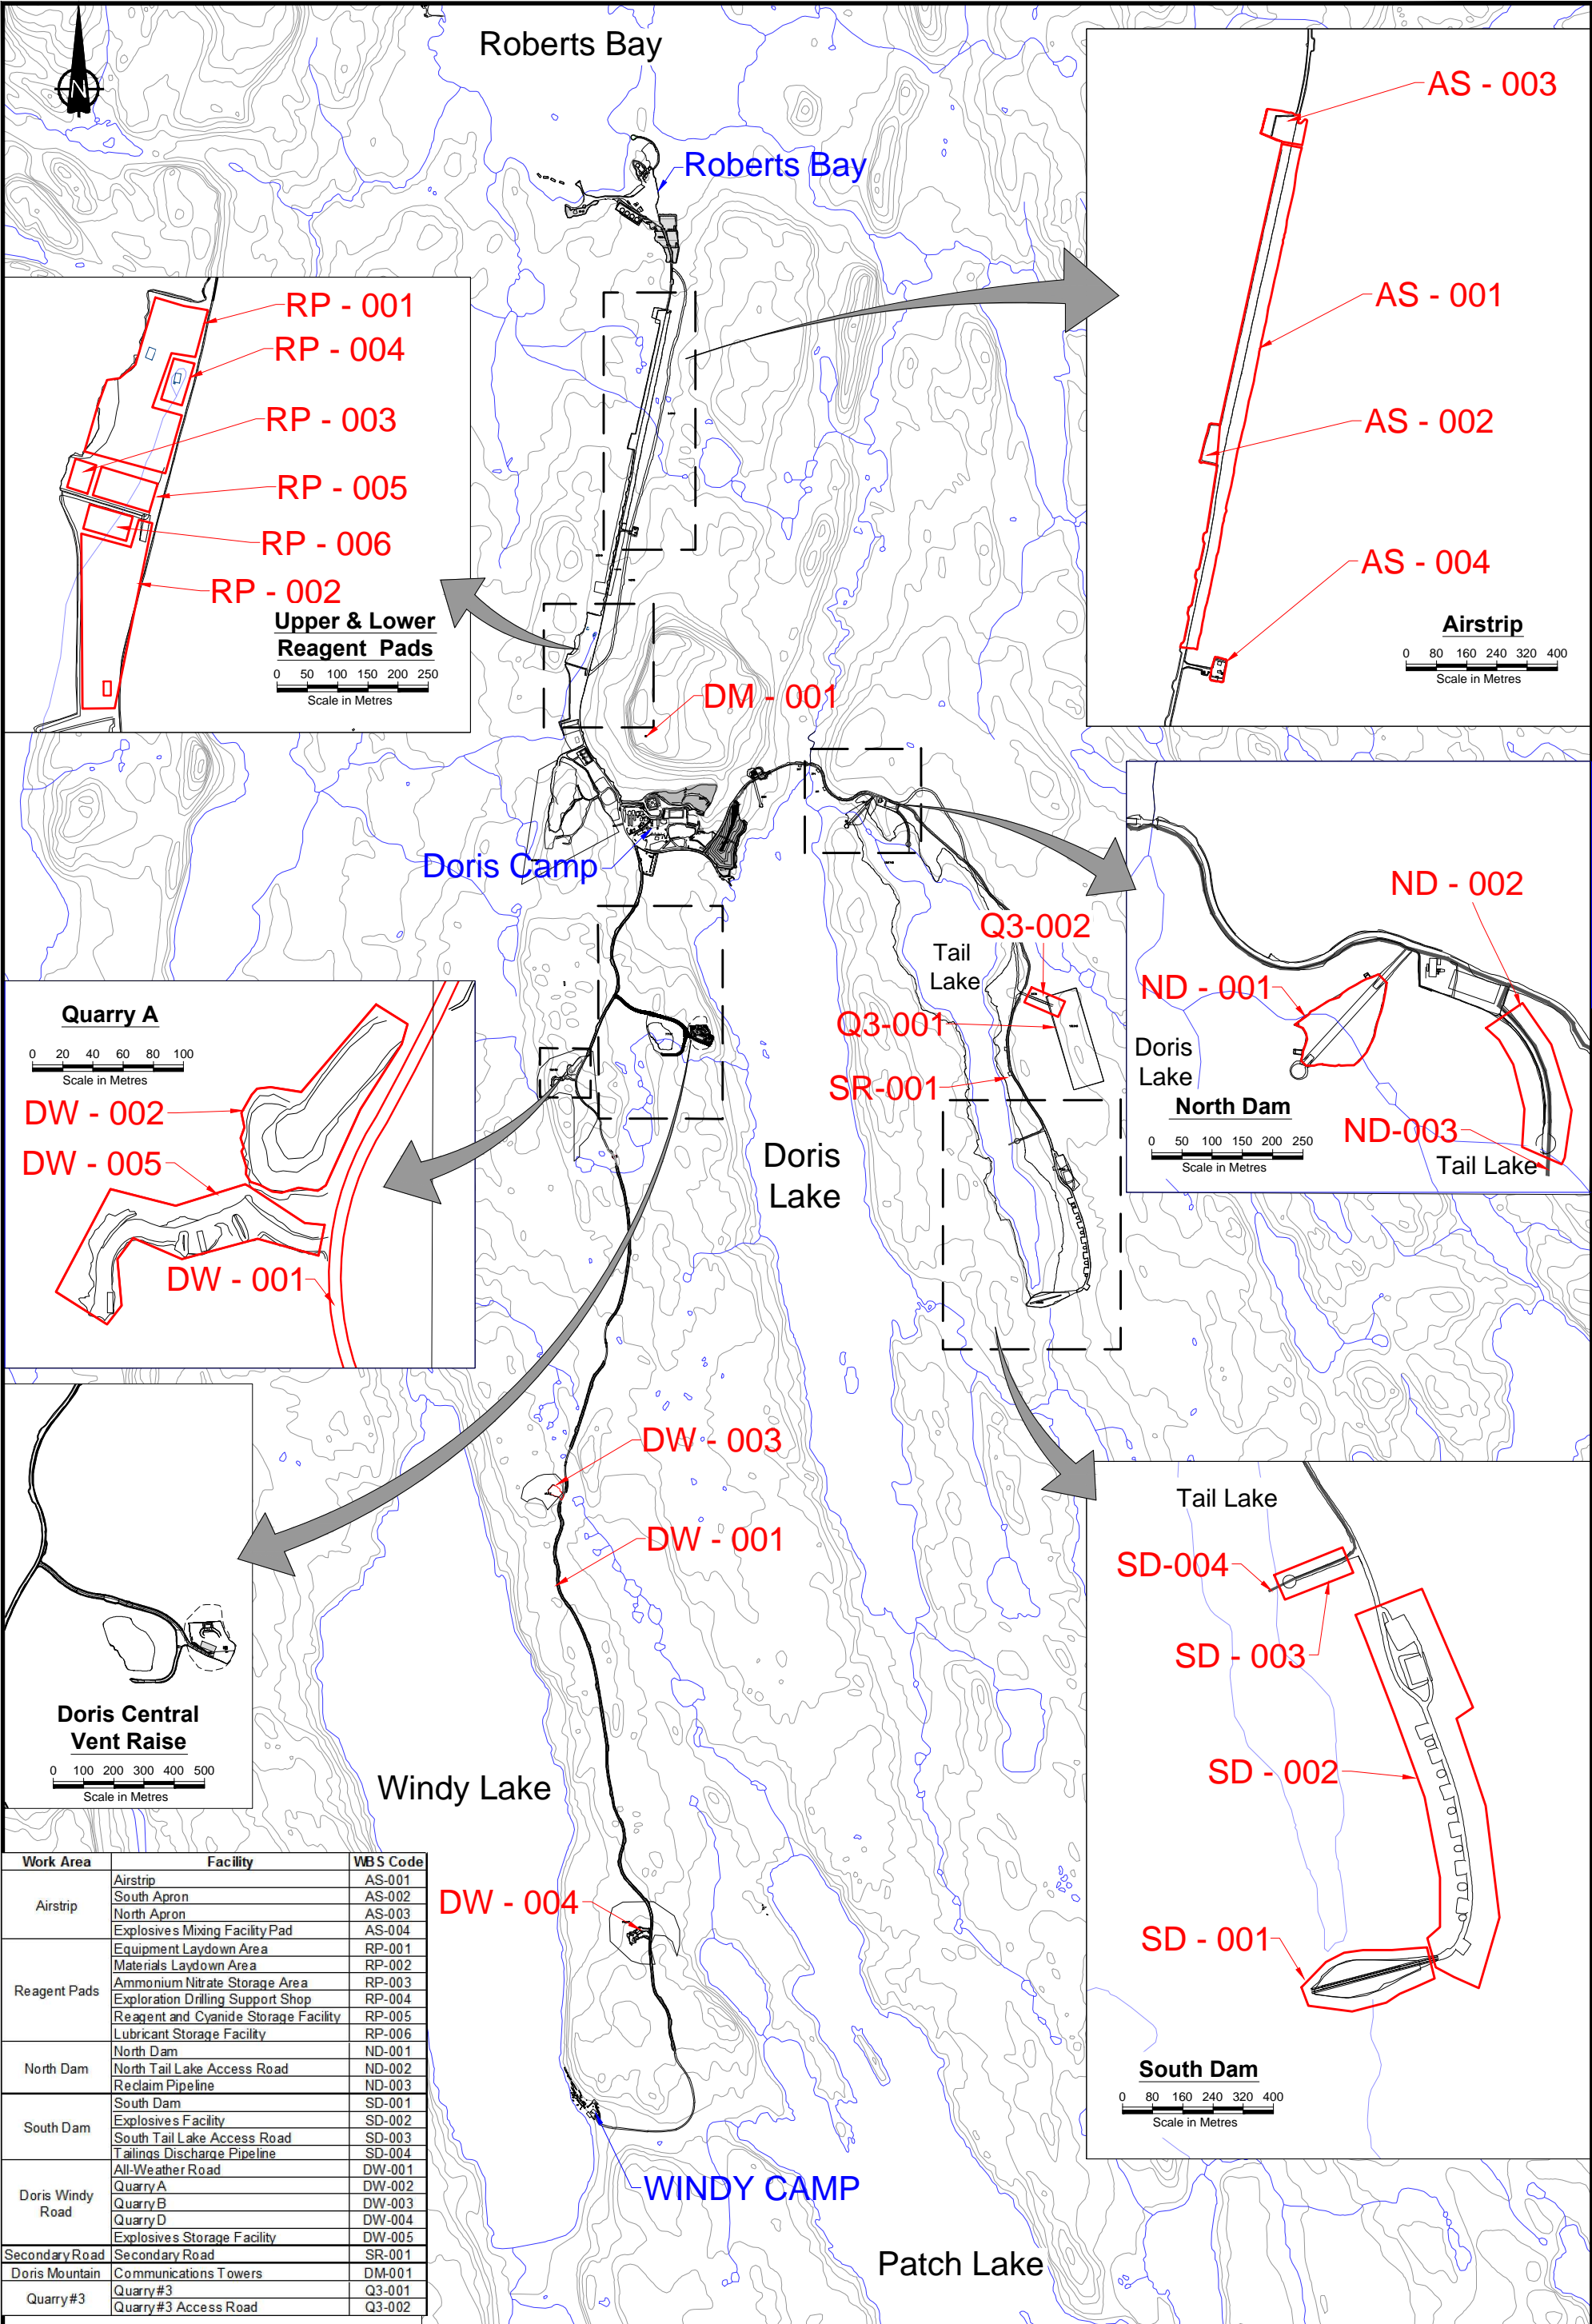 N
Roberts Bay
Roberts Bay
RP - 001
RP - 004
RP - 003
RP - 005
RP - 006
RP - 002
Upper & Lower
Reagent Pads
0 50 100 150 200 250
Scale in Metres
AS - 003
AS - 001
AS - 002
AS - 004
Airstrip
0 80 160 240 320 400
Scale in Metres
DM - 001
Doris Camp
ND - 002
ND - 001
Doris
Lake
North Dam
0 50 100 150 200 250
Scale in Metres
ND-003
Tail Lake
Q3-002
Tail
Lake
Q3-001
SR-001
Doris
Lake
Quarry A
0 20 40 60 80 100
Scale in Metres
DW - 002
DW - 005
DW - 001
Doris Central
Vent Raise
0 100 200 300 400 500
Scale in Metres
DW - 003
DW - 001
Windy Lake
DW - 004
WINDY CAMP
Patch Lake
Tail Lake
SD-004
SD - 003
SD - 002
SD - 001
South Dam
0 80 160 240 320 400
Scale in Metres
Work Area Facility WBS Code
Airstrip
Airstrip AS-001
South Apron AS-002
North Apron AS-003
Explosives Mixing Facility Pad AS-004
Reagent Pads
Equipment Laydown Area RP-001
Materials Laydown Area RP-002
Ammonium Nitrate Storage Area RP-003
Exploration Drilling Support Shop RP-004
Reagent and Cyanide Storage Facility RP-005
Lubricant Storage Facility RP-006
North Dam
North Dam ND-001
North Tail Lake Access Road ND-002
Reclaim Pipeline ND-003
South Dam
South Dam SD-001
Explosives Facility SD-002
South Tail Lake Access Road SD-003
Tailings Discharge Pipeline SD-004
Doris Windy
Road
All-Weather Road DW-001
Quarry A DW-002
Quarry B DW-003
Quarry D DW-004
Explosives Storage Facility DW-005
Secondary Road Secondary Road SR-001
Doris Mountain Communications Towers DM-001
Quarry #3
Quarry #3 Q3-001
Quarry #3 Access Road Q3-002